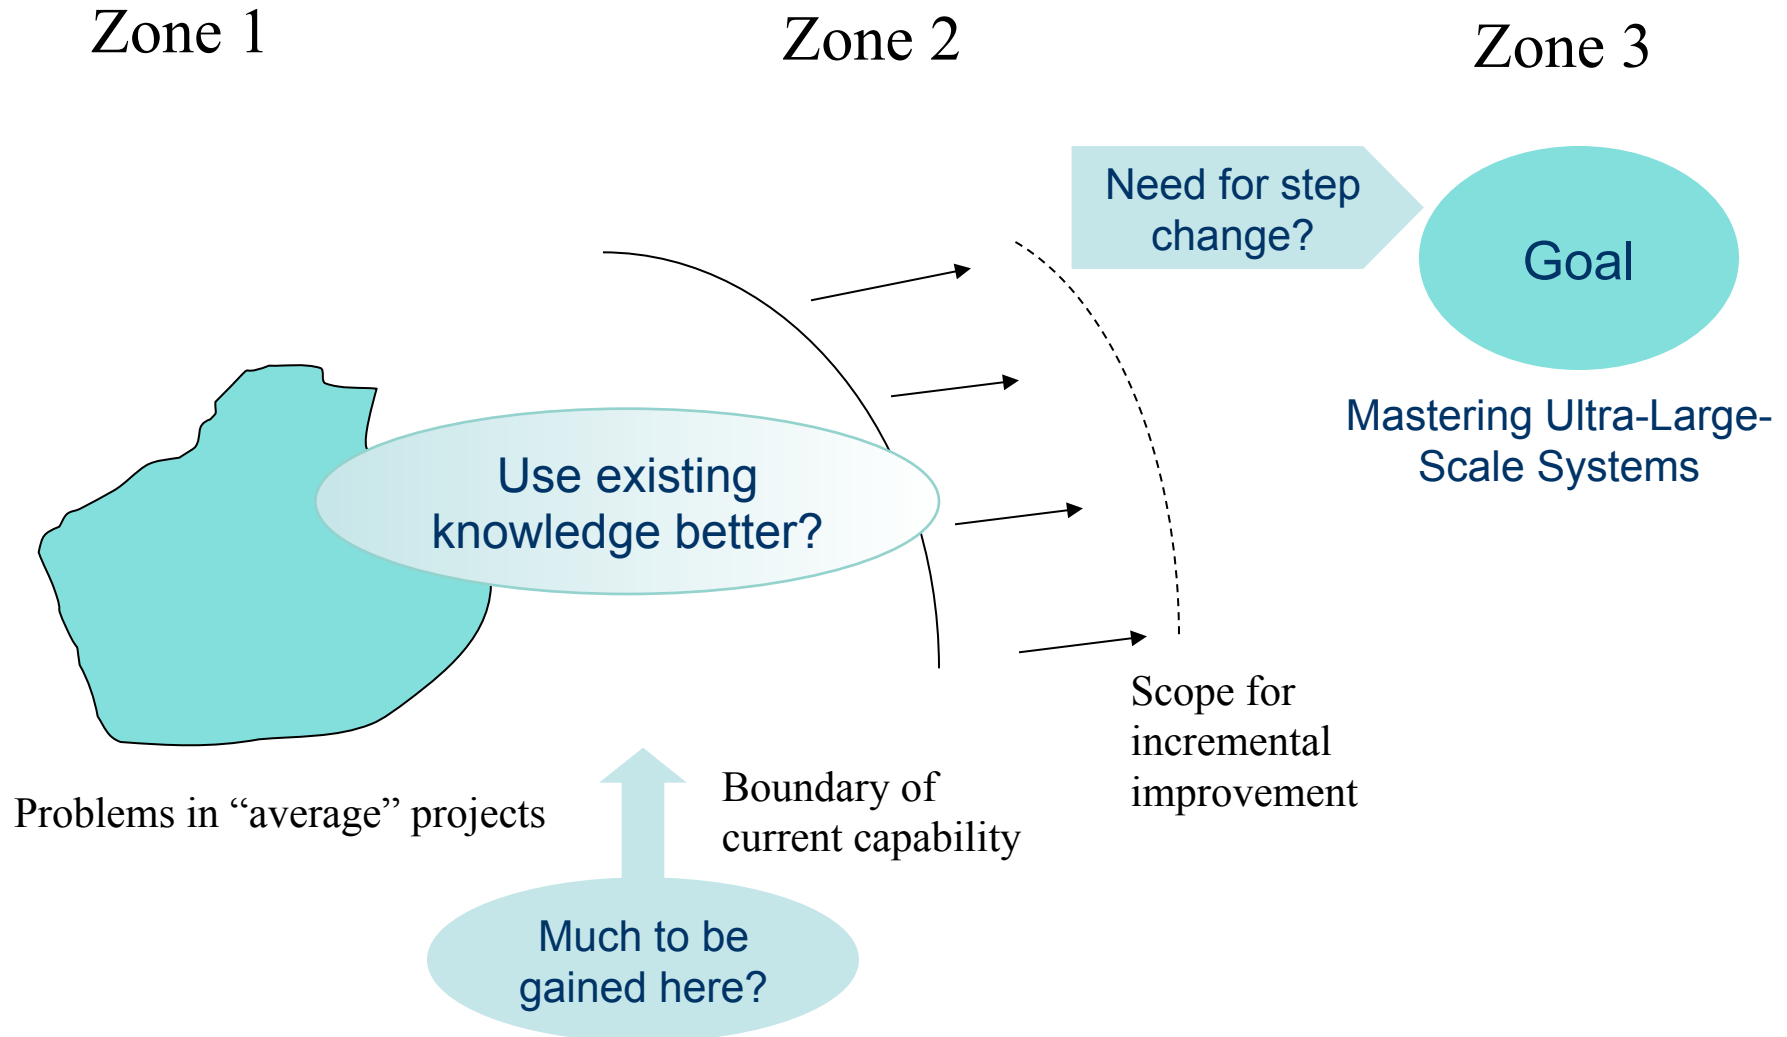 Zone 1
Zone 2
Zone 3
Need for step
change?
Goal
Mastering Ultra-Large-
Scale Systems
Use existing
knowledge better?
Scope for
incremental
improvement
Problems in “average” projects
Boundary of
current capability
Much to be
gained here?